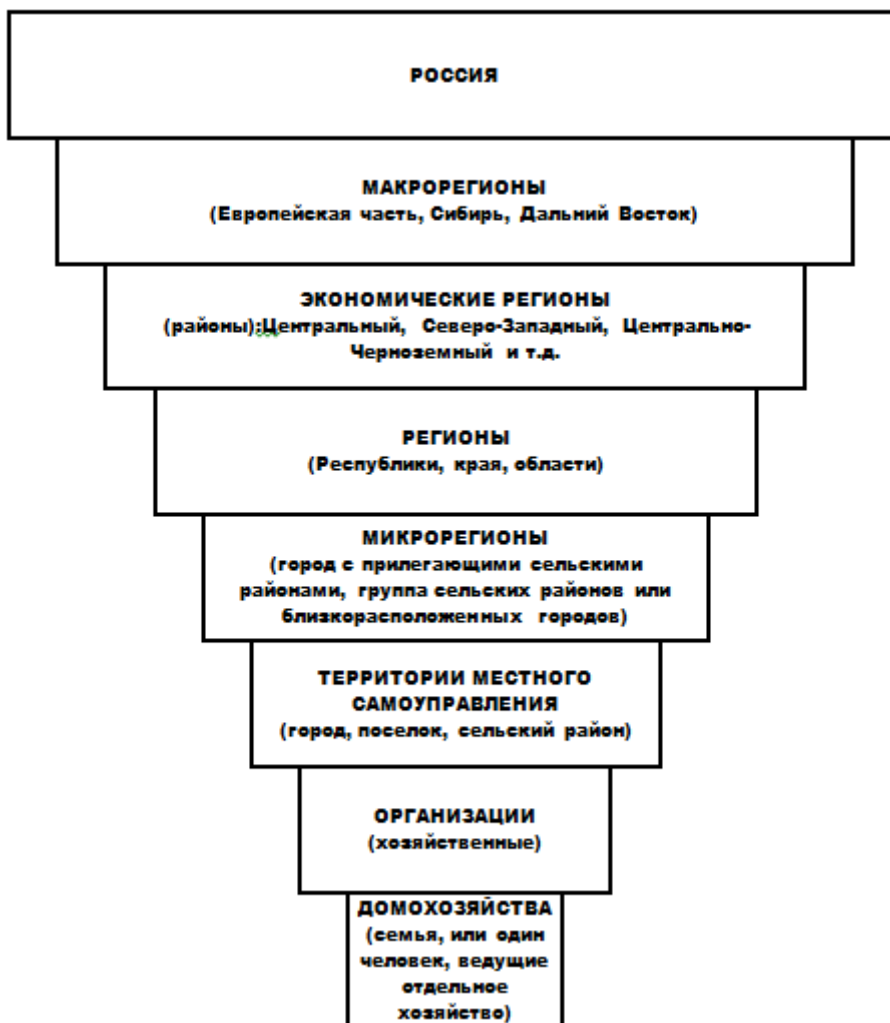 РОССИЯ
МАКРОРЕГИОНЫ
(Европейская часть, Сибирь, Дальний Восток)
ЭКОНОМИЧЕСКИЕ РЕГИОНЫ
(районы):Центральный, Северо-Западный, Центрально-
Черноземный и т.д.
РЕГИОНЫ
(Республики, края, области)
МИКРОРЕГИОНЫ
(город с прилегающими сельскими
районами, группа сельских районов или
близкорасположенных городов)
ТЕРРИТОРИИ МЕСТНОГО
САМОУПРАВЛЕНИЯ
(город, поселок, сельский район)
ОРГАНИЗАЦИИ
(хозяйственные)
ДОМОХОЗЯЙСТВА
(семья, или один
человек, ведущие
отдельное
хозяйство)